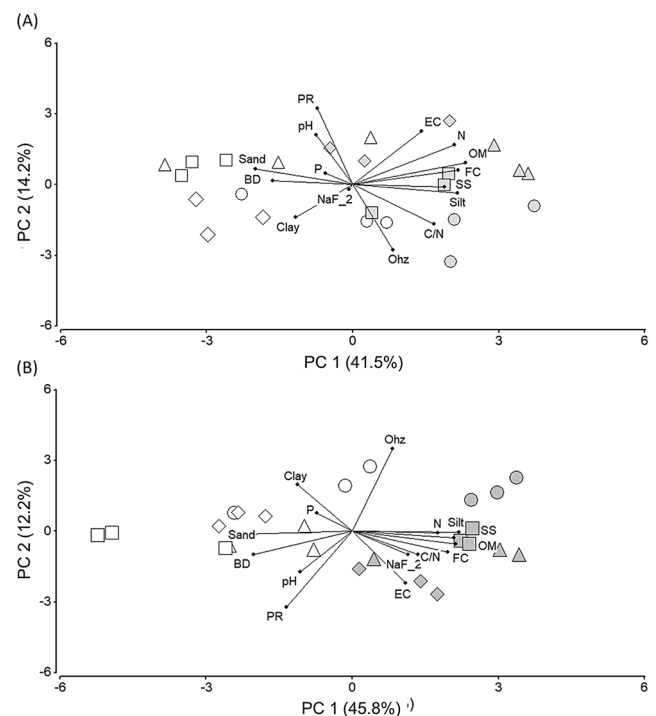 (A)
6
3
0
-3
-6
PC 2 (14.2%)
PR
pH
EC
N
OM
Sand
P
FC
BD
SS
NaF_2
Silt
Clay
C/N
Ohz
-6
-3
0
3
6
PC 1 (41.5%)
(B)
6
3
0
-3
-6
PC 2 (12.2%)
Ohz
Clay
P
N
Silt
Sand
SS
OM
BD
C/N
FC
NaF_2
pH
EC
PR
-6
-3
0
3
6
PC 1 (45.8%) ')